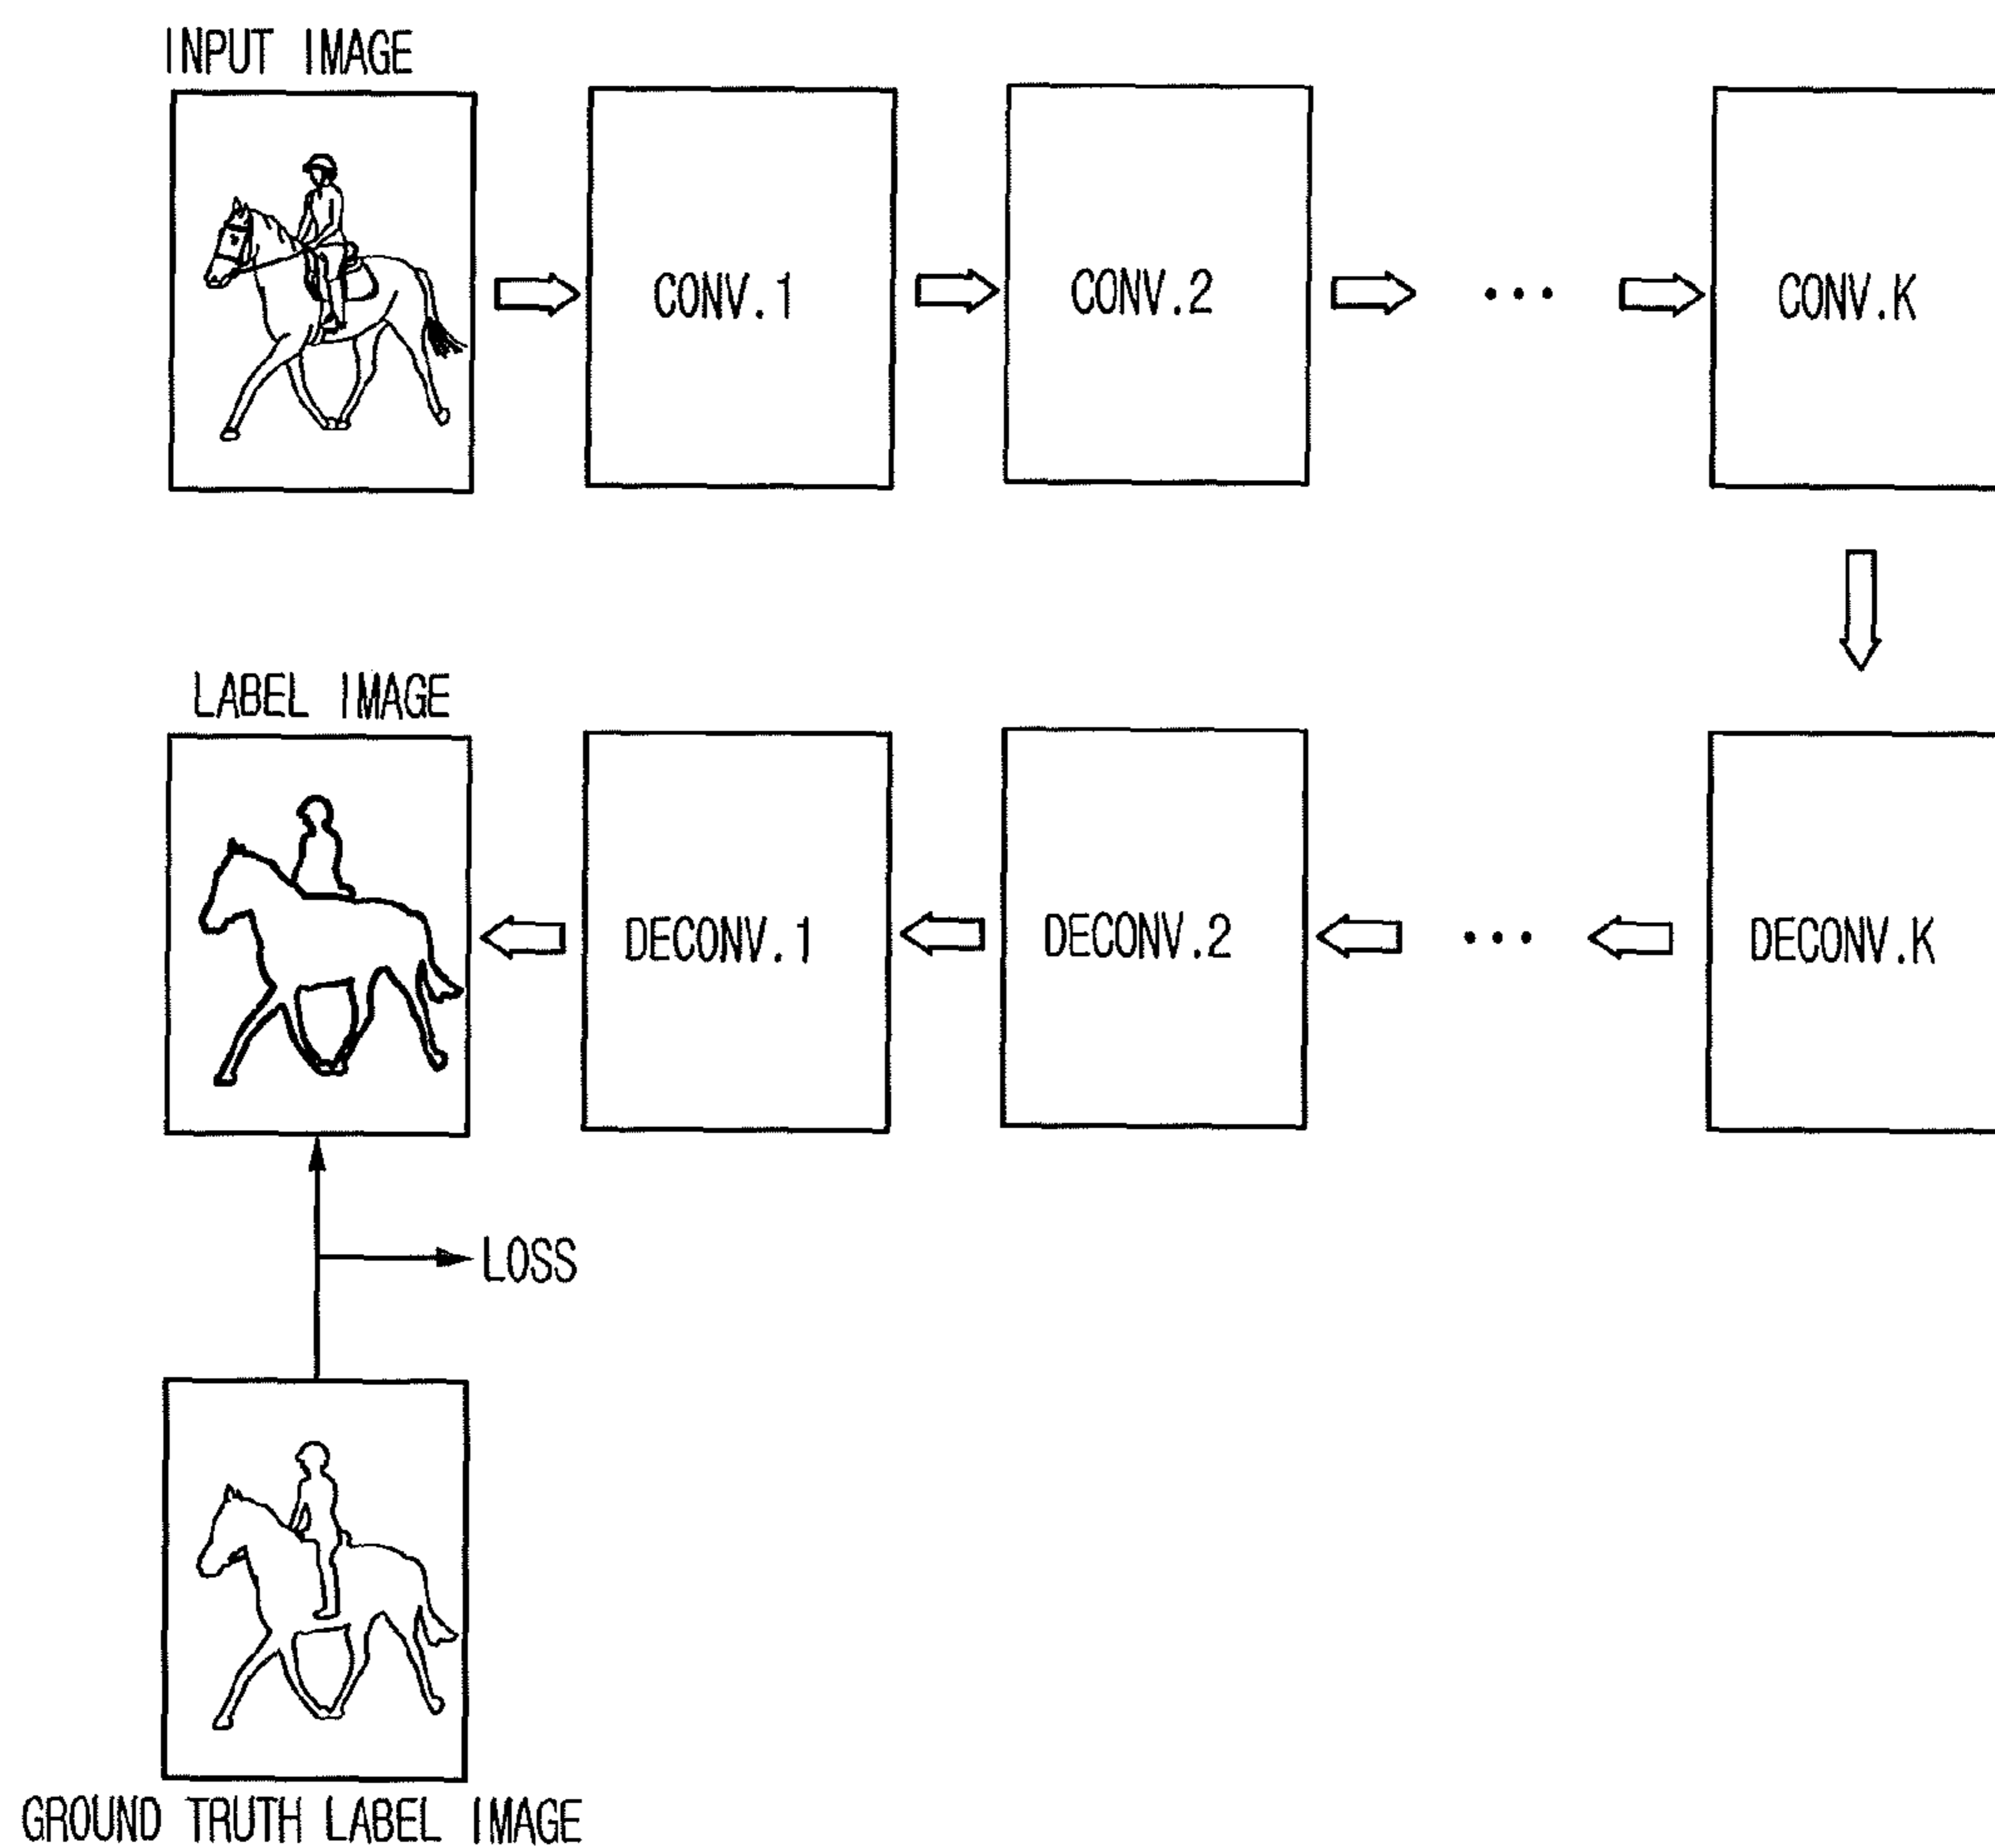 INPUT IMAGE
CONV.1
CONV.2
•••
CONV.K
LABEL IMAGE
DECONV.1
DECONV.2
•••
DECONV.K
LOSS
GROUND TRUTH LABEL IMAGE